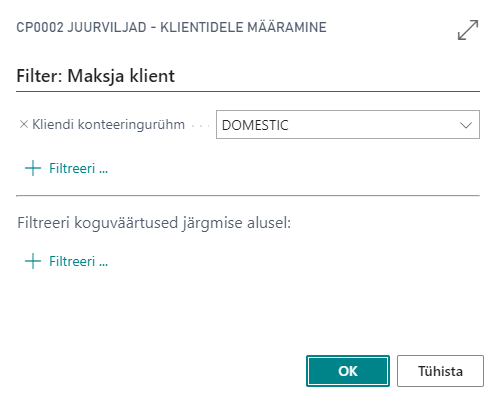 CP0002 JUURVILJAD - KLIENTIDELE MÄÄRAMINE
Filter: Maksja klient
× Kliendi konteeringurühm · · · DOMESTIC
+ Filtreeri ...
Filtreeri koguväärtused järgmise alusel:
+ Filtreeri ...
OK Tühista